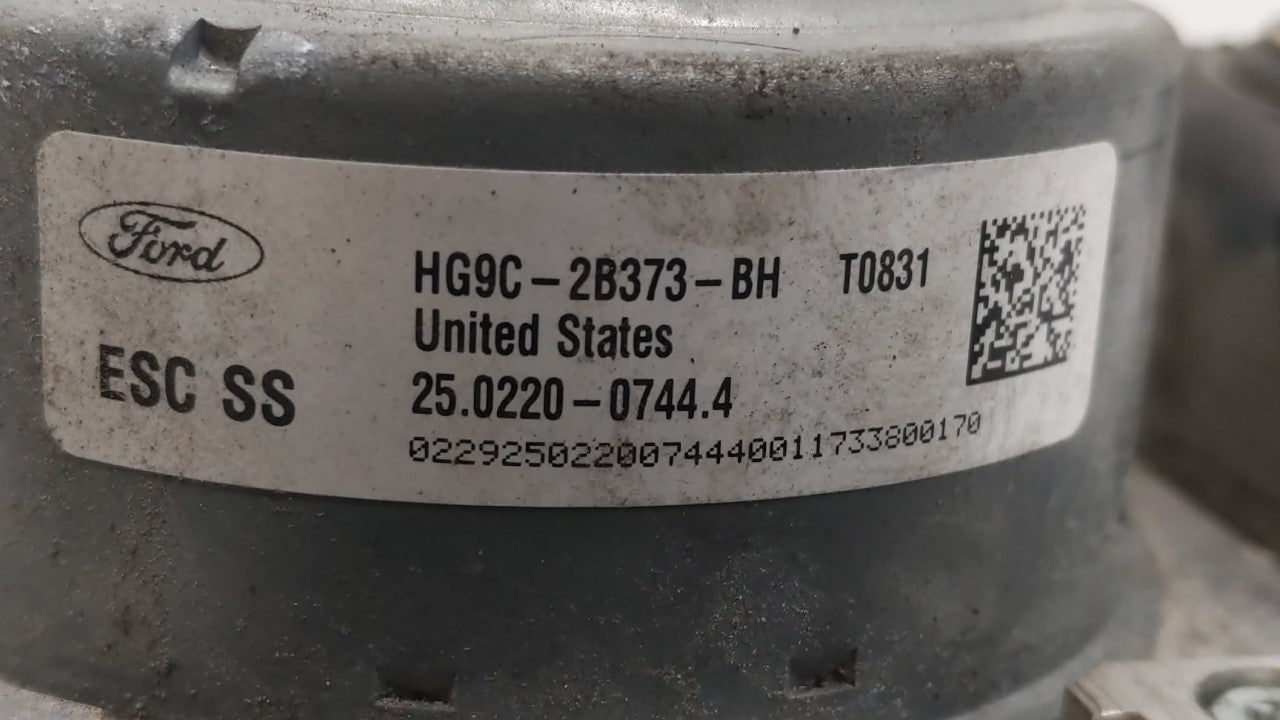 Ford
ESC SS
HG9C-2B373-BH T0831
United States
25.0220-0744.4
0229250220074440011733800170